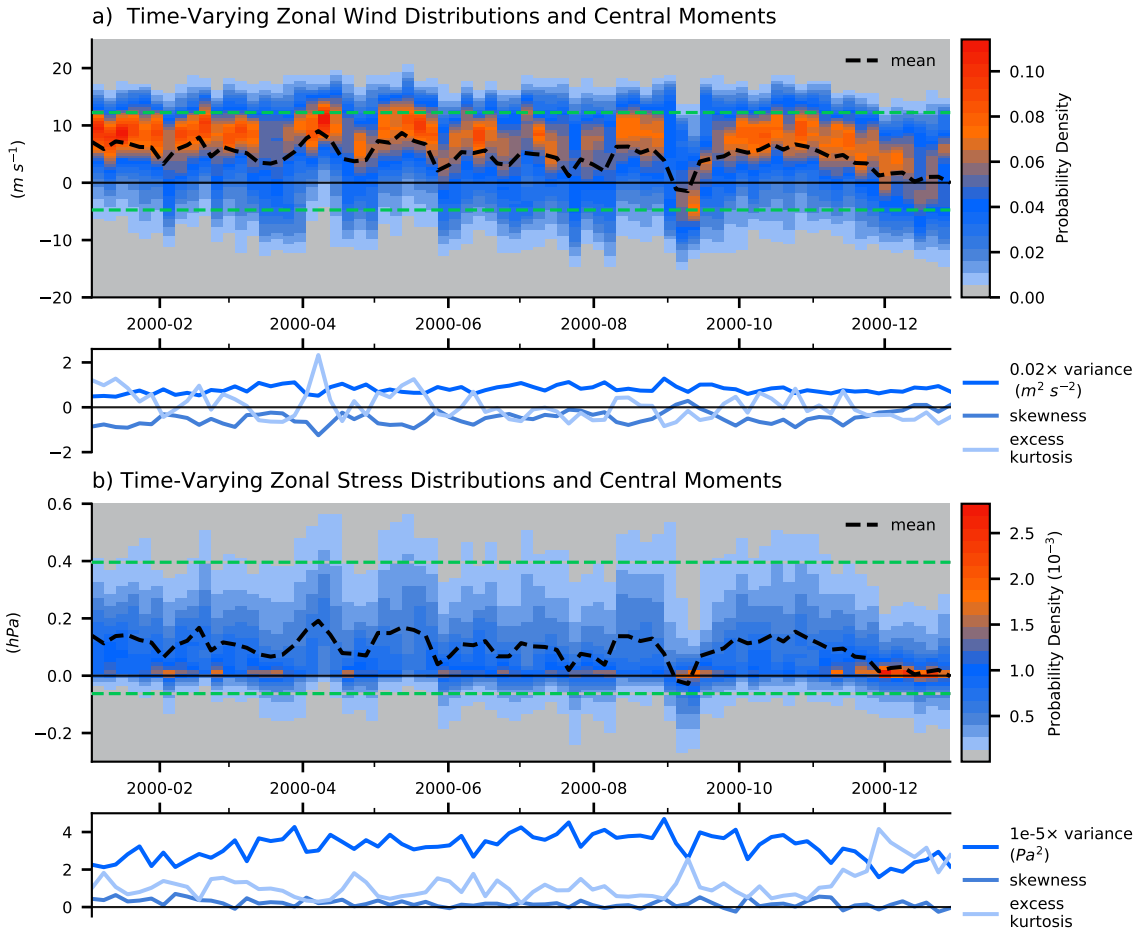 a)  Time-Varying Zonal Wind Distributions and Central Moments
20
10
0
−10
−20
(m s⁻¹)
mean
0.10
0.08
0.06
0.04
0.02
0.00
Probability Density
2000-02
2000-04
2000-06
2000-08
2000-10
2000-12
2
0
−2
0.02× variance
(m² s⁻²)
skewness
excess
kurtosis
b) Time-Varying Zonal Stress Distributions and Central Moments
0.6
0.4
0.2
0.0
−0.2
(hPa)
mean
2.5
2.0
1.5
1.0
0.5
Probability Density (10⁻³)
2000-02
2000-04
2000-06
2000-08
2000-10
2000-12
4
2
0
1e-5× variance
(Pa²)
skewness
excess
kurtosis